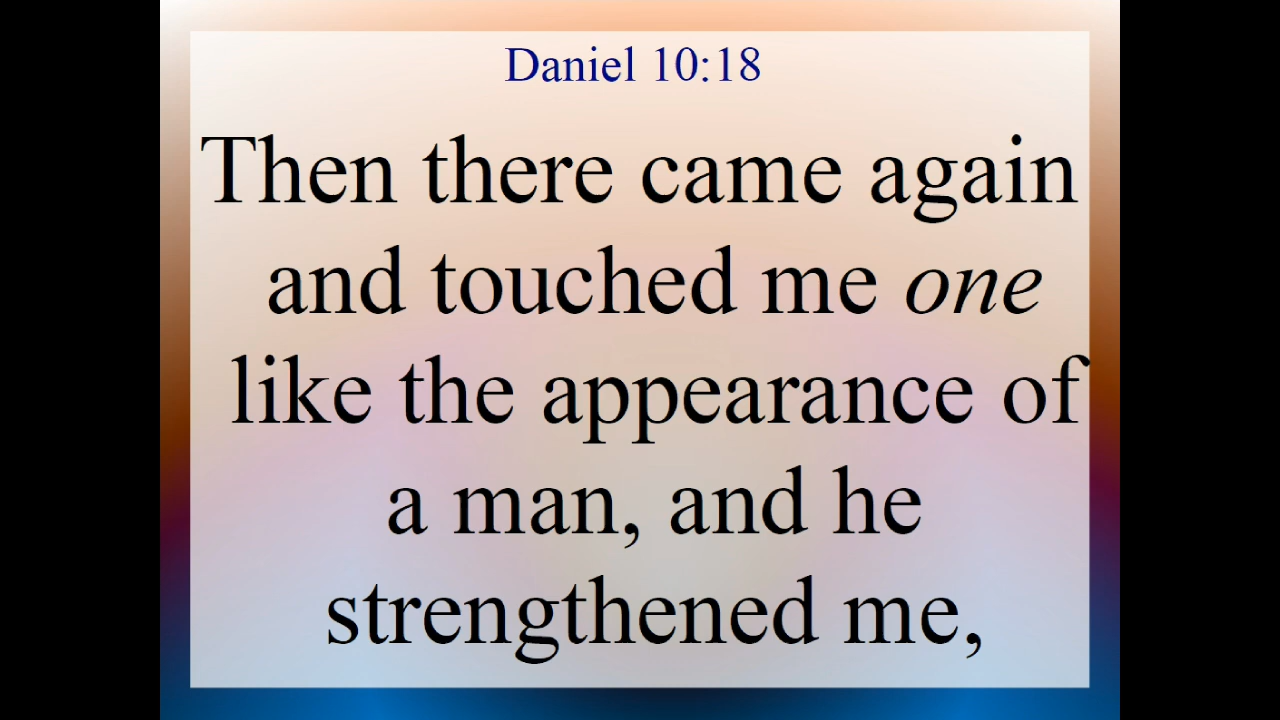 Daniel 10:18
Then there came again
and touched me one
like the appearance of
a man, and he
strengthened me,